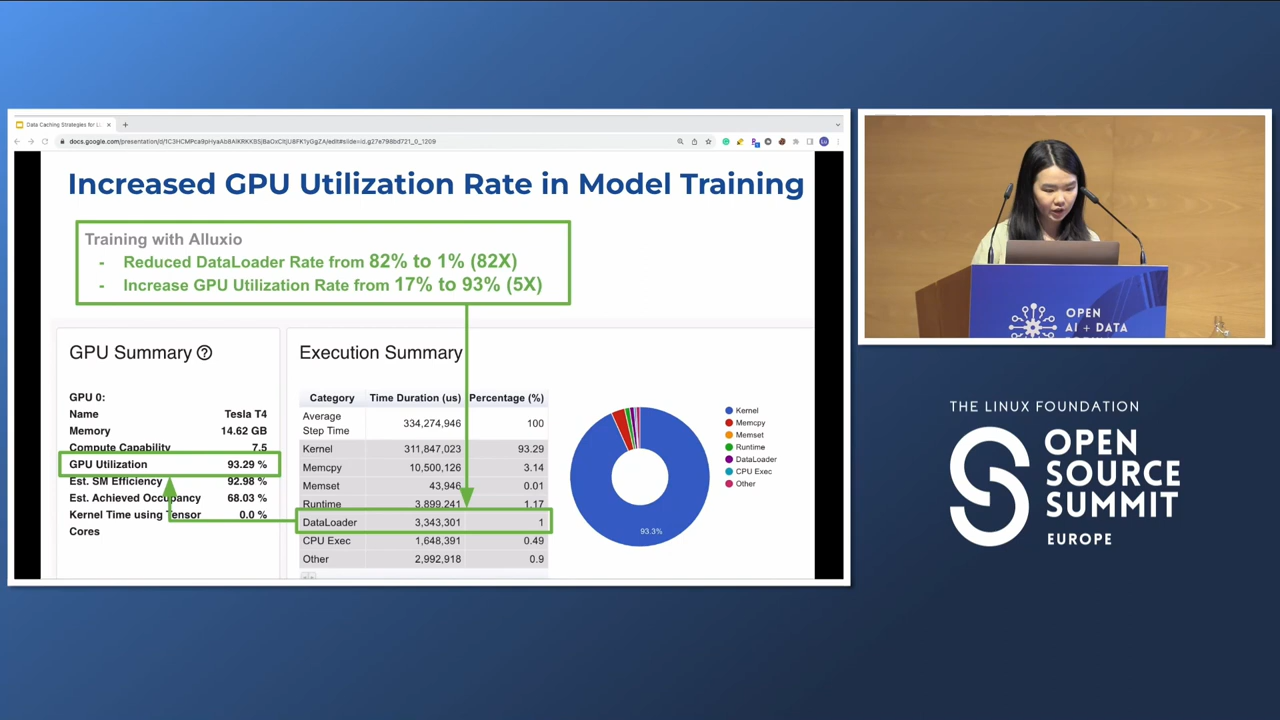 Data Caching Strategies for
docs.google.com/presentation/d/
Increased GPU Utilization Rate in Model Training
Training with Alluxio
- Reduced DataLoader Rate from 82% to 1% (82X)
- Increase GPU Utilization Rate from 17% to 93% (5X)
GPU Summary
GPU 0:
Name Tesla T4
Memory 14.62 GB
Compute Capability 7.5
GPU Utilization 93.29 %
Est. SM Efficiency 92.98 %
Est. Achieved Occupancy 68.03 %
Kernel Time using Tensor 0.0 %
Cores
Execution Summary
Category Time Duration (us) Percentage (%)
Average
Step Time 334,274,946 100
Kernel 311,847,023 93.29
Memcpy 10,500,126 3.14
Memset 43,946 0.01
Runtime 3,899,241 1.17
DataLoader 3,343,301 1
CPU Exec 1,648,391 0.49
Other 2,992,918 0.9
93.3%
Kernel
Memcpy
Memset
Runtime
DataLoader
CPU Exec
Other
OPEN
AI + DATA
THE LINUX FOUNDATION
OPEN
SOURCE
SUMMIT
EUROPE